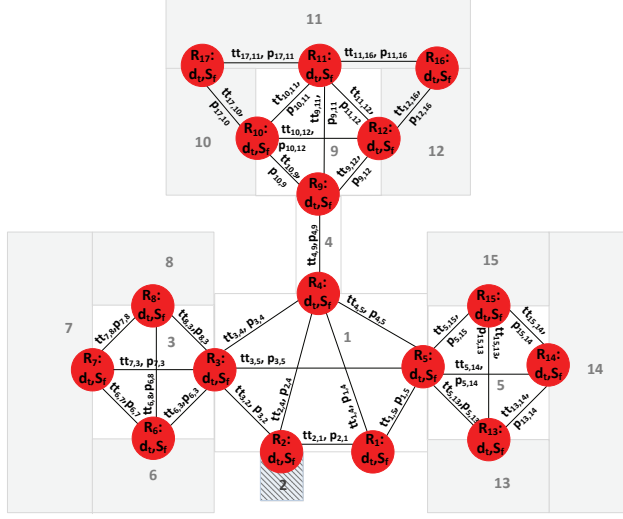 11
R17:
dt,Sf
tt17,11, p17,11
R11:
dt,Sf
tt11,16, p11,16
R16:
dt,Sf
tt17,10,
p17,10
tt10,11,
p10,11
tt9,11,
p9,11
tt11,12,
p11,12
tt12,16,
p12,16
10
R10:
dt,Sf
tt10,12,
p10,12
R12:
dt,Sf
9
12
tt10,9,
p10,9
tt9,12,
p9,12
R9:
dt,Sf
tt4,9,p4,9
4
8
15
R8:
dt,Sf
R4:
dt,Sf
R15:
dt,Sf
7
tt7,8,p7,8
tt8,3,p8,3
3
tt3,4, p3,4
tt4,5, p4,5
1
tt5,15,
p5,15
tt15,13,
p15,13
tt15,14,
p15,14
R7:
dt,Sf
tt7,3, p7,3
R3:
dt,Sf
tt3,5, p3,5
R5:
dt,Sf
tt5,14,
p5,14
R14:
dt,Sf
14
5
tt6,7,p6,7
tt6,8,p6,8
tt6,3,p6,3
tt3,2, p3,2
tt2,4, p2,4
tt1,4, p1,4
tt1,5, p1,5
tt5,13,p5,13
tt13,14,
p13,14
R6:
dt,Sf
R2:
dt,Sf
tt2,1, p2,1
R1:
dt,Sf
R13:
dt,Sf
6
2
13